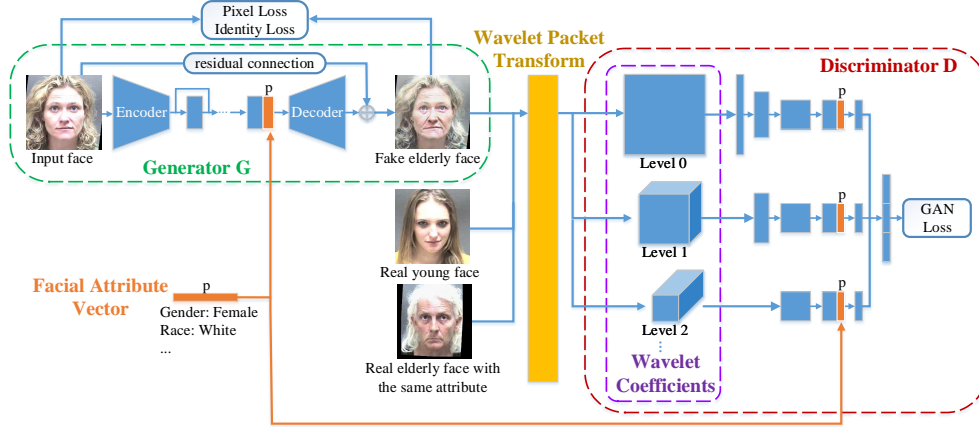 Pixel Loss
Identity Loss
residual connection
p
Encoder
......
Decoder
Input face
Fake elderly face
Generator G
Wavelet Packet
Transform
Discriminator D
Level 0
p
Level 1
p
Level 2
p
...
Wavelet
Coefficients
GAN
Loss
Real young face
Real elderly face with
the same attribute
Facial Attribute
Vector
p
Gender: Female
Race: White
...